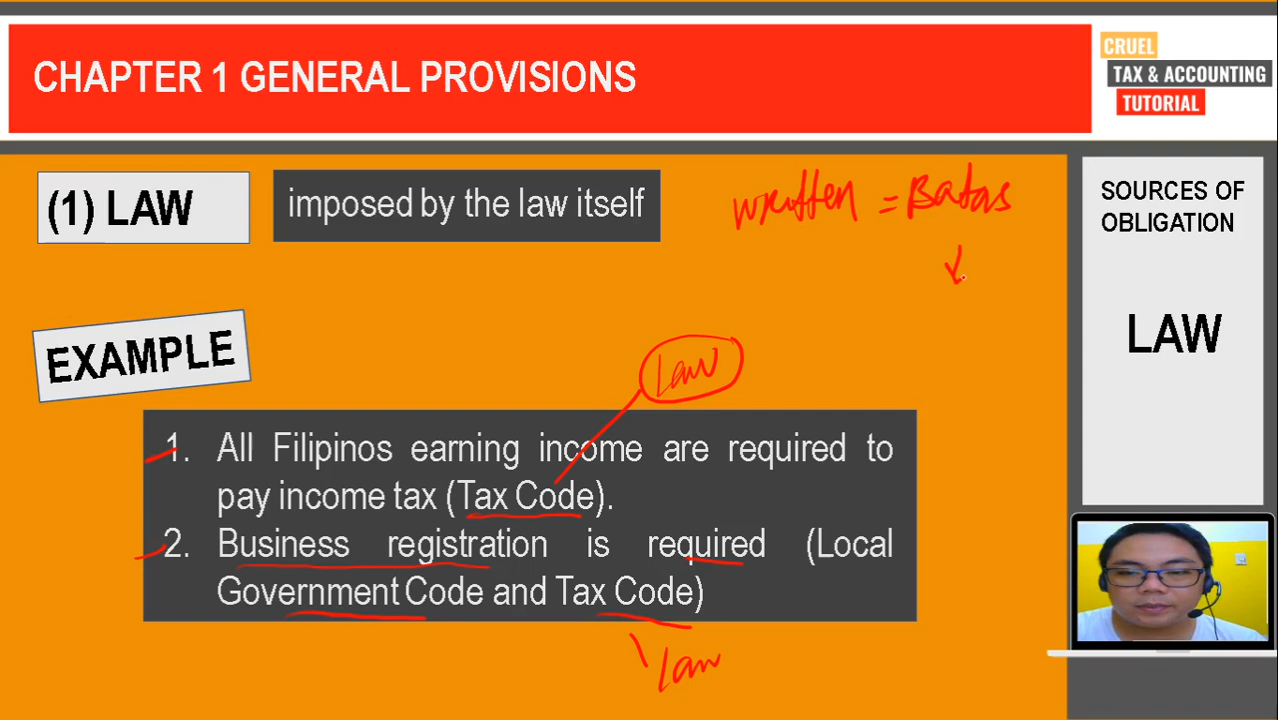 CHAPTER 1 GENERAL PROVISIONS
CRUEL
TAX & ACCOUNTING
TUTORIAL
(1) LAW
imposed by the law itself
written = Batas
SOURCES OF
OBLIGATION
LAW
EXAMPLE
Law
1. All Filipinos earning income are required to
pay income tax (Tax Code).
2. Business registration is required (Local
Government Code and Tax Code)
Law